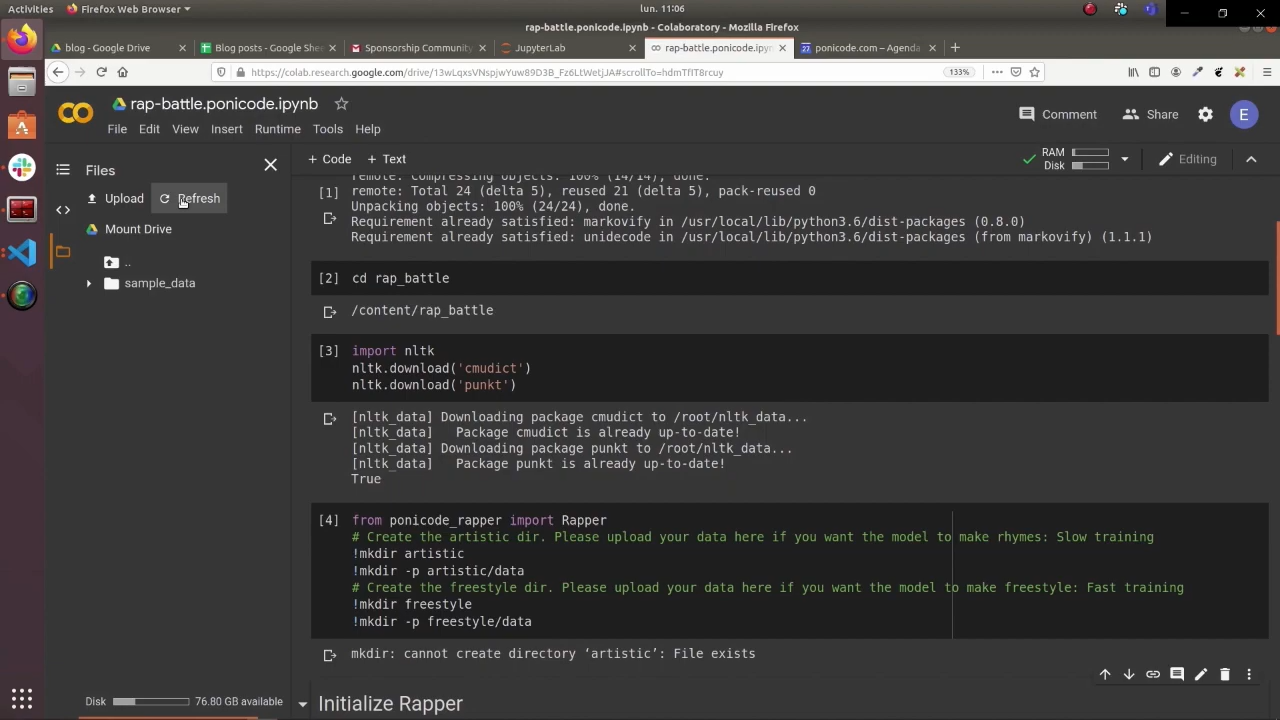 Activities
Firefox Web Browser
lun. 11:06
rap-battle.ponicode.ipynb - Colaboratory - Mozilla Firefox
blog - Google Drive
Blog posts - Google Shee
Sponsorship Community
JupyterLab
rap-battle.ponicode.ipyn
ponicode.com – Agenda
https://colab.research.google.com/drive/13wLqxsVNspjwYuw89D3B_Fz6LtWetjJA#scrollTo=hdmTfIT8rcuy
133%
rap-battle.ponicode.ipynb
Comment
Share
E
File Edit View Insert Runtime Tools Help
Files
+ Code
+ Text
RAM
Disk
Editing
Upload
Refresh
Mount Drive
..
sample_data
remote: Compressing objects: 100% (14/14), done.
[1] remote: Total 24 (delta 5), reused 21 (delta 5), pack-reused 0
Unpacking objects: 100% (24/24), done.
Requirement already satisfied: markovify in /usr/local/lib/python3.6/dist-packages (0.8.0)
Requirement already satisfied: unidecode in /usr/local/lib/python3.6/dist-packages (from markovify) (1.1.1)
[2] cd rap_battle
/content/rap_battle
[3] import nltk
nltk.download('cmudict')
nltk.download('punkt')
[nltk_data] Downloading package cmudict to /root/nltk_data...
[nltk_data]   Package cmudict is already up-to-date!
[nltk_data] Downloading package punkt to /root/nltk_data...
[nltk_data]   Package punkt is already up-to-date!
True
[4] from ponicode_rapper import Rapper
# Create the artistic dir. Please upload your data here if you want the model to make rhymes: Slow training
!mkdir artistic
!mkdir -p artistic/data
# Create the freestyle dir. Please upload your data here if you want the model to make freestyle: Fast training
!mkdir freestyle
!mkdir -p freestyle/data
mkdir: cannot create directory ‘artistic’: File exists
Initialize Rapper
Disk
76.80 GB available